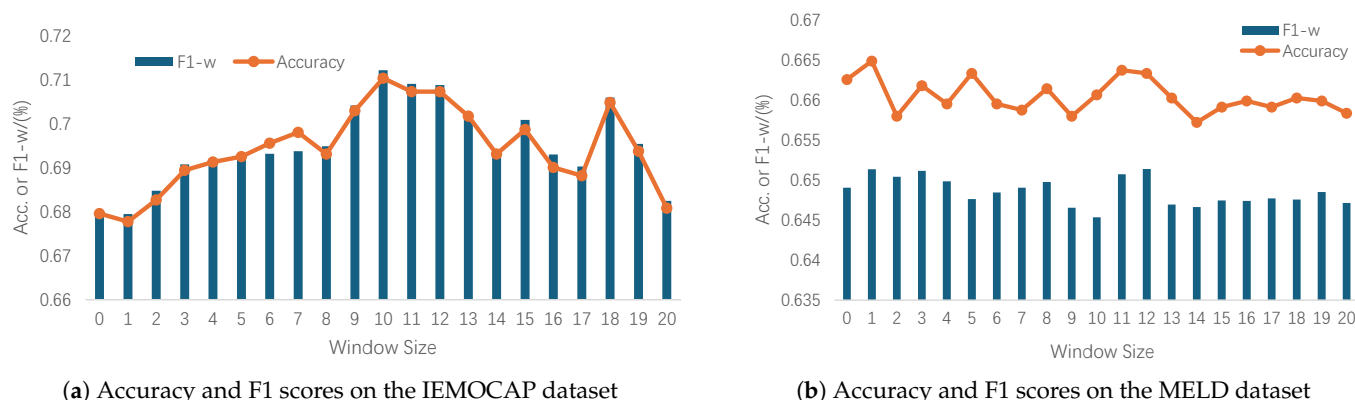 0.72
0.71
0.7
0.69
0.68
0.67
0.66
Acc. or F1-w/(%)
F1-w Accuracy
0 1 2 3 4 5 6 7 8 9 10 11 12 13 14 15 16 17 18 19 20
Window Size
(a) Accuracy and F1 scores on the IEMOCAP dataset
0.67
0.665
0.66
0.655
0.65
0.645
0.64
0.635
Acc. or F1-w/(%)
F1-w
Accuracy
0 1 2 3 4 5 6 7 8 9 10 11 12 13 14 15 16 17 18 19 20
Window Size
(b) Accuracy and F1 scores on the MELD dataset